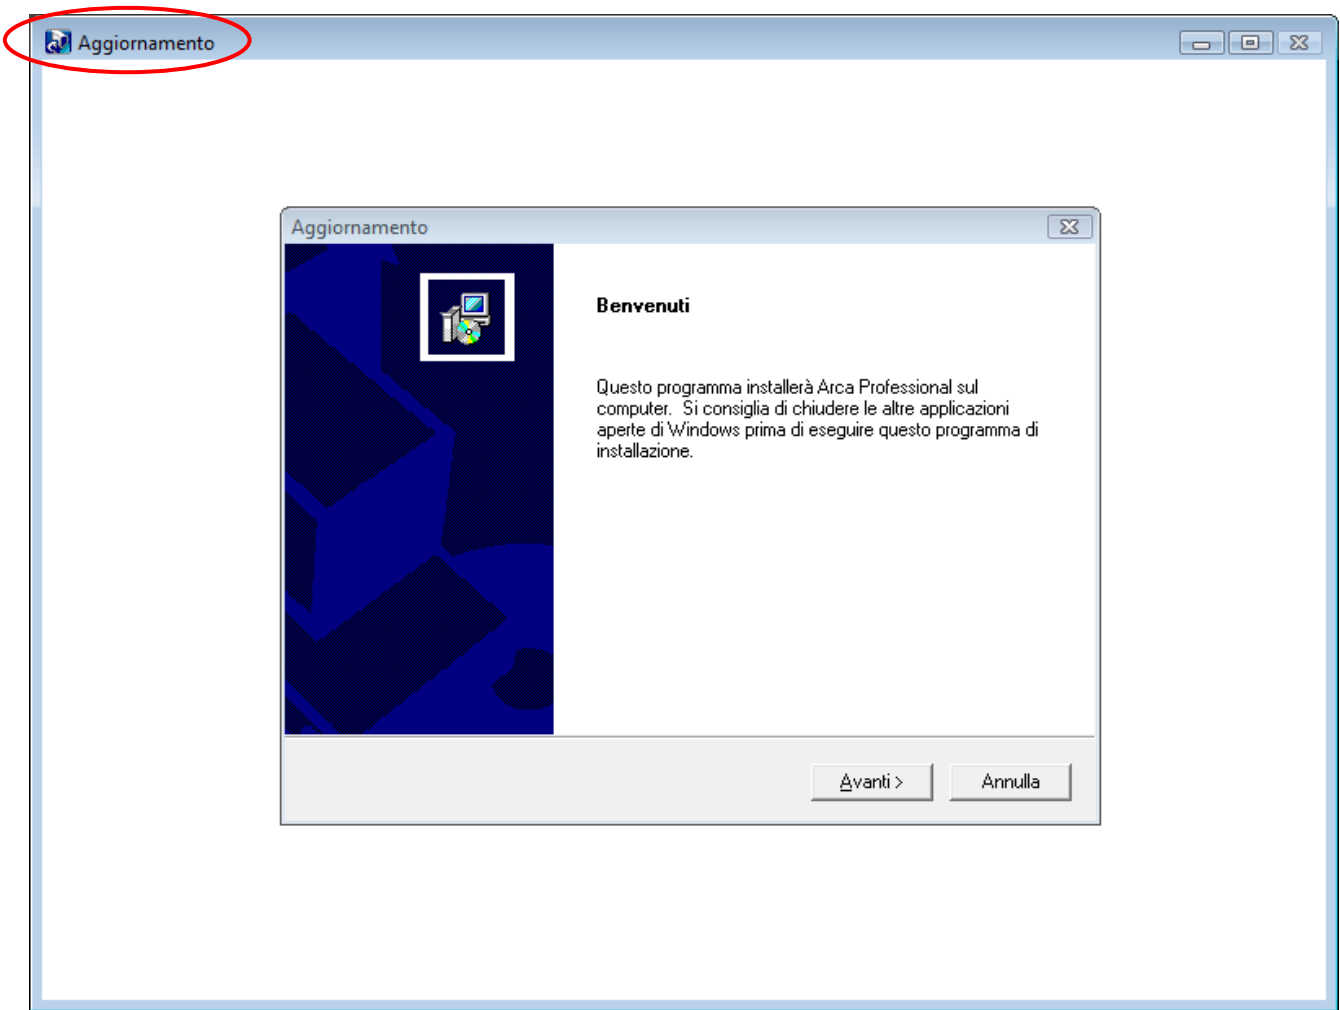 Aggiornamento
Aggiornamento
Benvenuti
Questo programma installerà Arca Professional sul
computer.  Si consiglia di chiudere le altre applicazioni
aperte di Windows prima di eseguire questo programma di
installazione.
Avanti >
Annulla